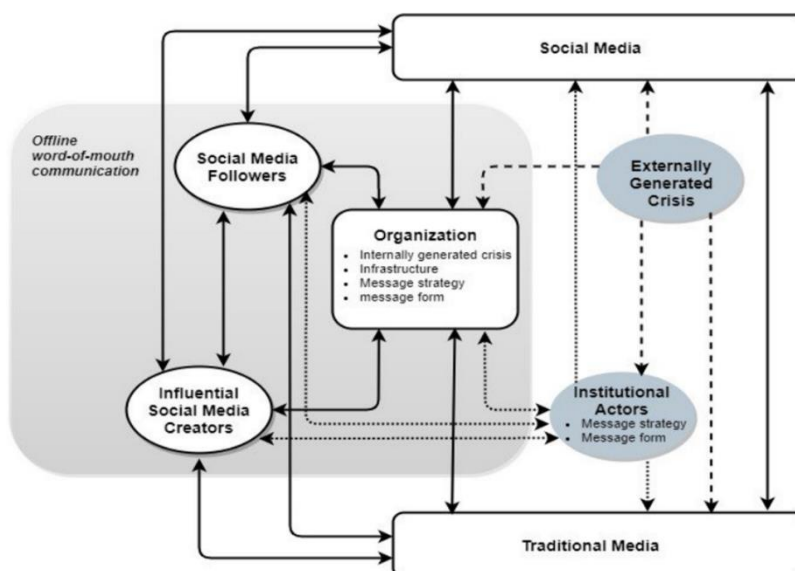 Social Media
Offline
word-of-mouth
communication
Social Media
Followers
Externally
Generated
Crisis
Organization
• Internally generated crisis
• Infrastructure
• Message strategy
• message form
Influential
Social Media
Creators
Institutional
Actors
• Message strategy
• Message form
Traditional Media